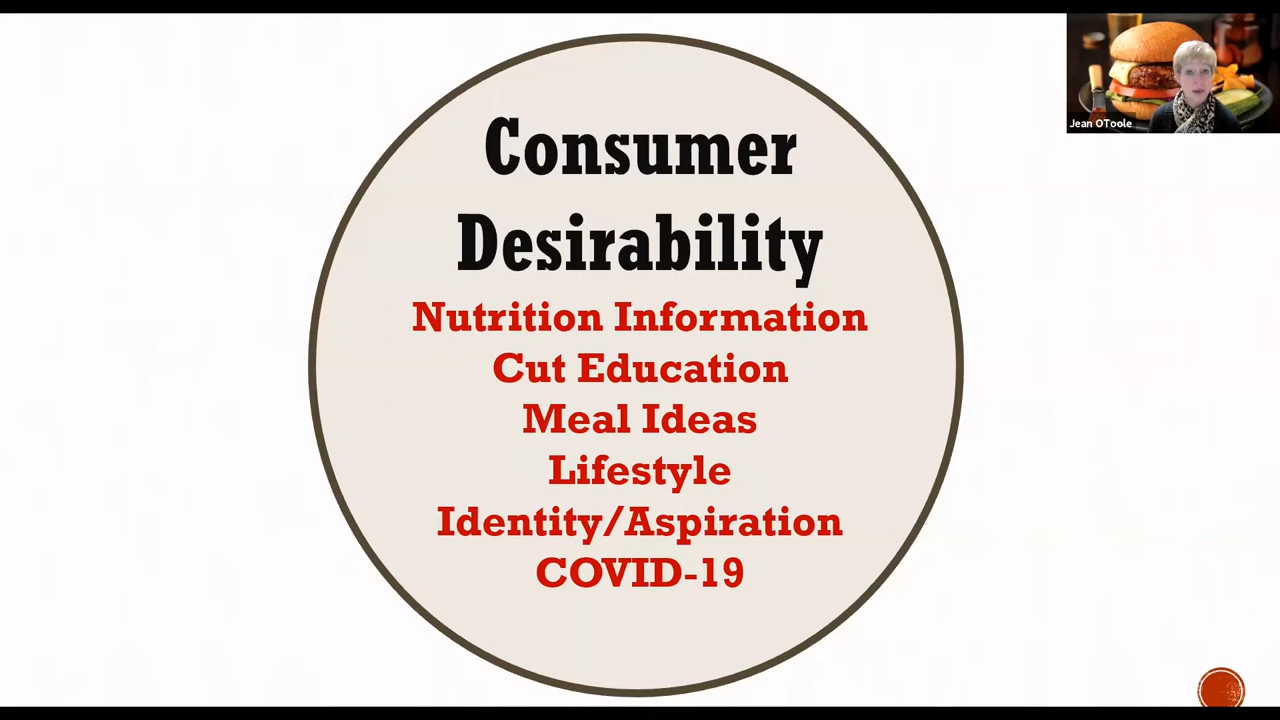 Consumer
Desirability
Nutrition Information
Cut Education
Meal Ideas
Lifestyle
Identity/Aspiration
COVID-19
Jean OToole